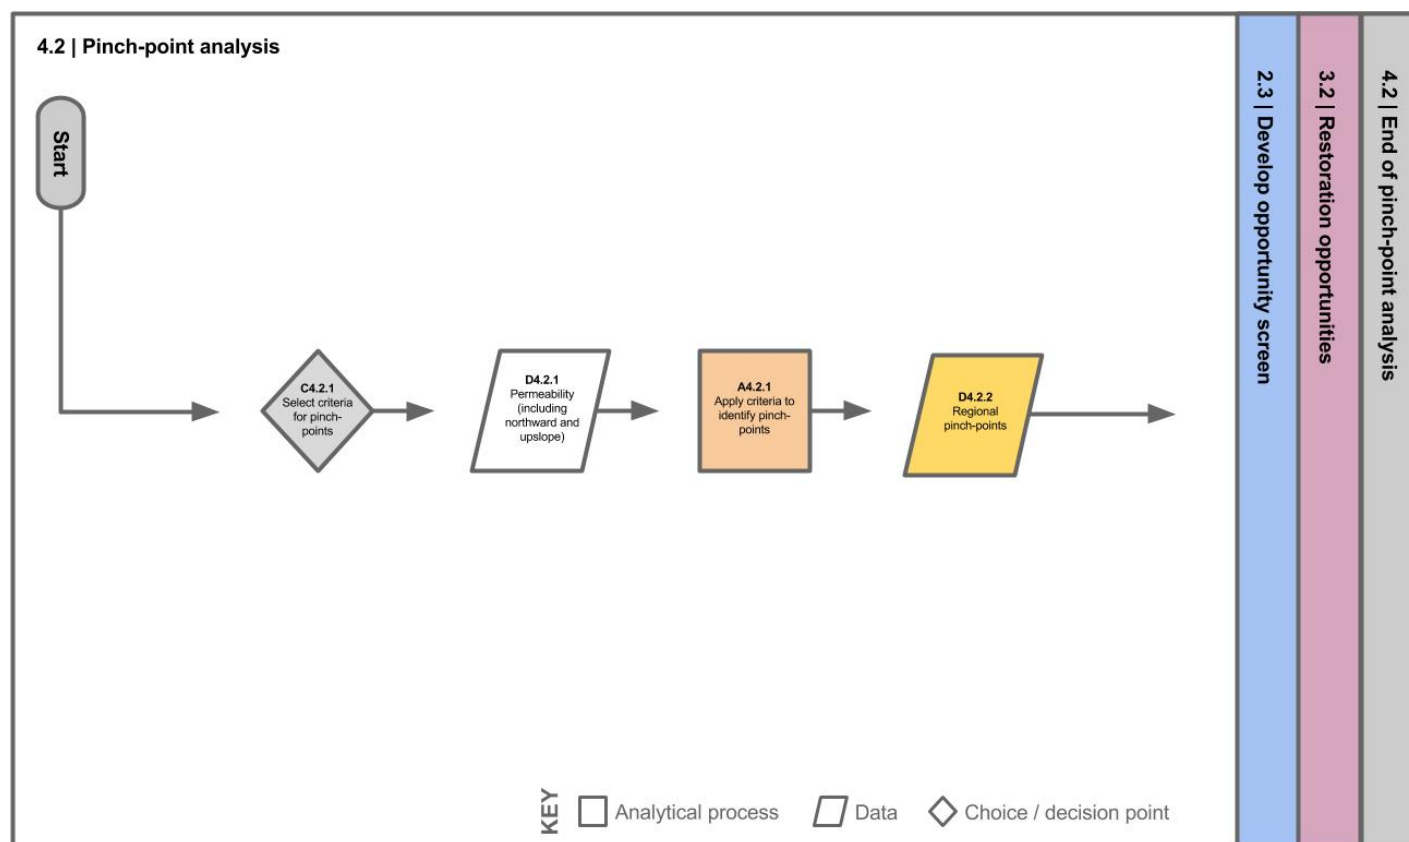 4.2 | Pinch-point analysis
Start
C4.2.1
Select criteria
for pinch-
points
D4.2.1
Permeability
(including
northward and
upslope)
A4.2.1
Apply criteria to
identify pinch-
points
D4.2.2
Regional
pinch-points
2.3 | Develop opportunity screen
3.2 | Restoration opportunities
4.2 | End of pinch-point analysis
KEY
Analytical process
Data
Choice / decision point